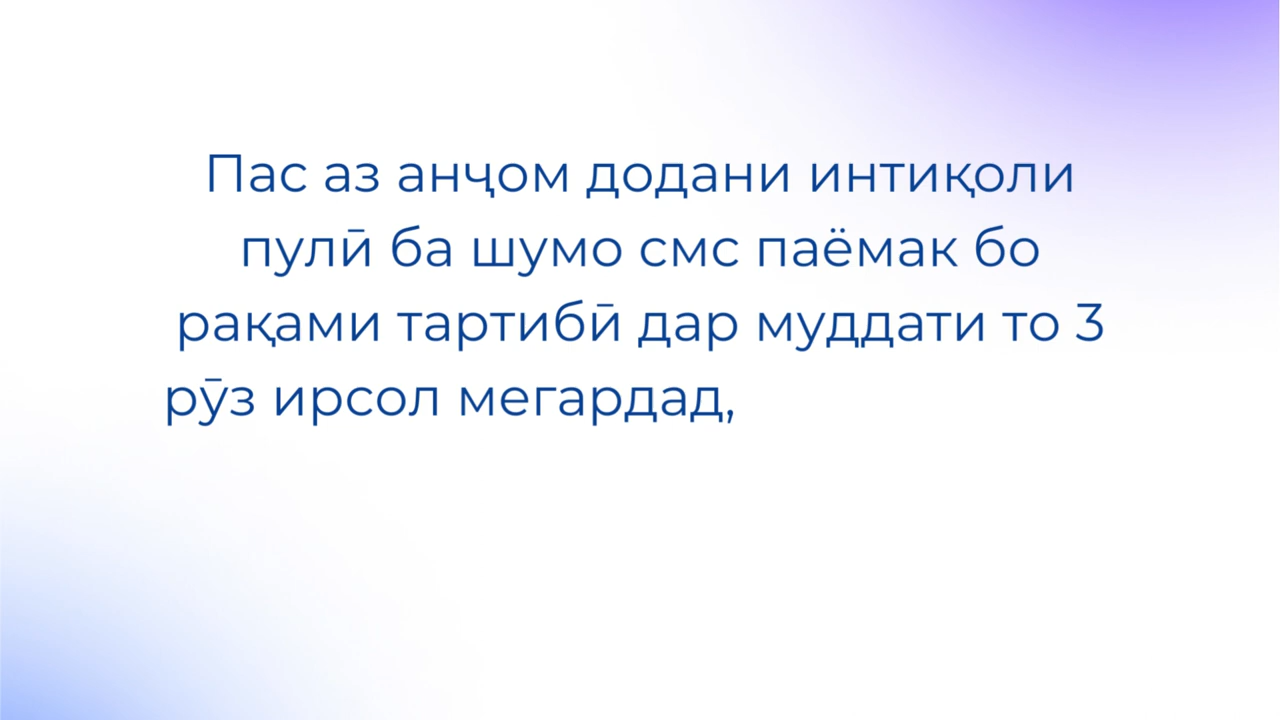 Пас аз анҷом додани интиқоли
пулӣ ба шумо смс паёмак бо
рақами тартибӣ дар муддати то 3
рӯз ирсол мегардад,